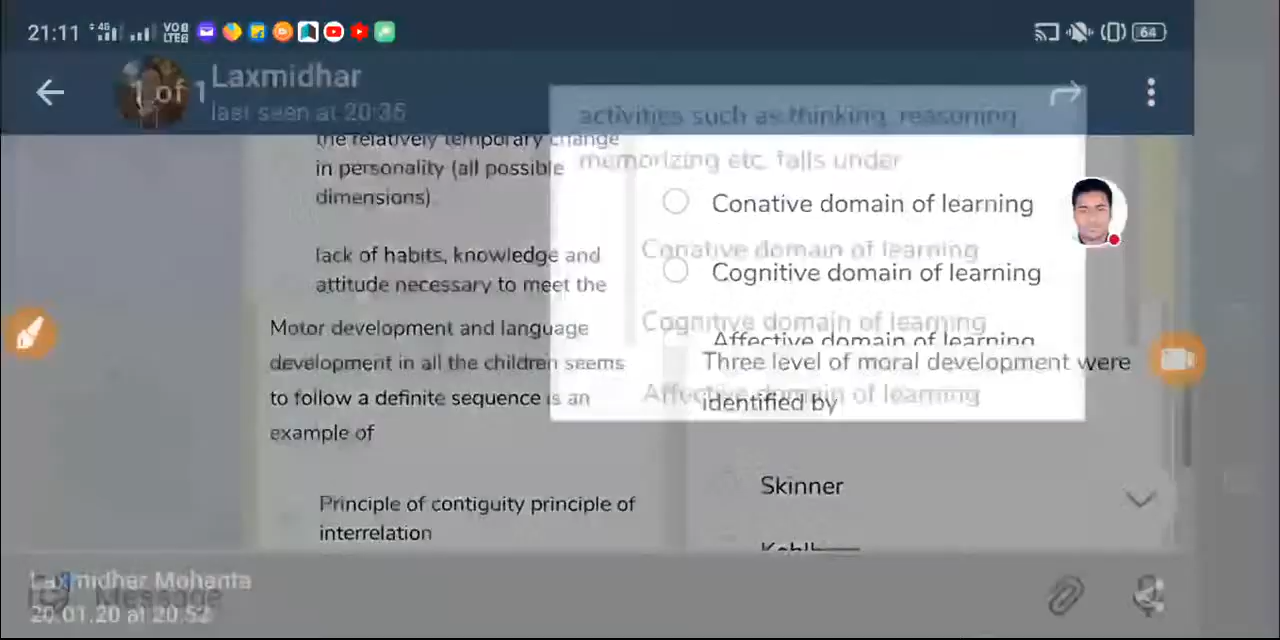 21:11
4G
VO
LTE
64
1 of 1
Laxmidhar
last seen at 20:35
the relatively temporary change
in personality (all possible
dimensions)
lack of habits, knowledge and
attitude necessary to meet the
Motor development and language
development in all the children seems
to follow a definite sequence is an
example of
Principle of contiguity principle of
interrelation
activities such as thinking, reasoning
memorizing etc. falls under
Conative domain of learning
Conative domain of learning
Cognitive domain of learning
Cognitive domain of learning
Affective domain of learning
Three level of moral development were
Affective domain of learning
identified by
Skinner
Laxmidhar Mohanta
Message
20.01.20 at 20:52